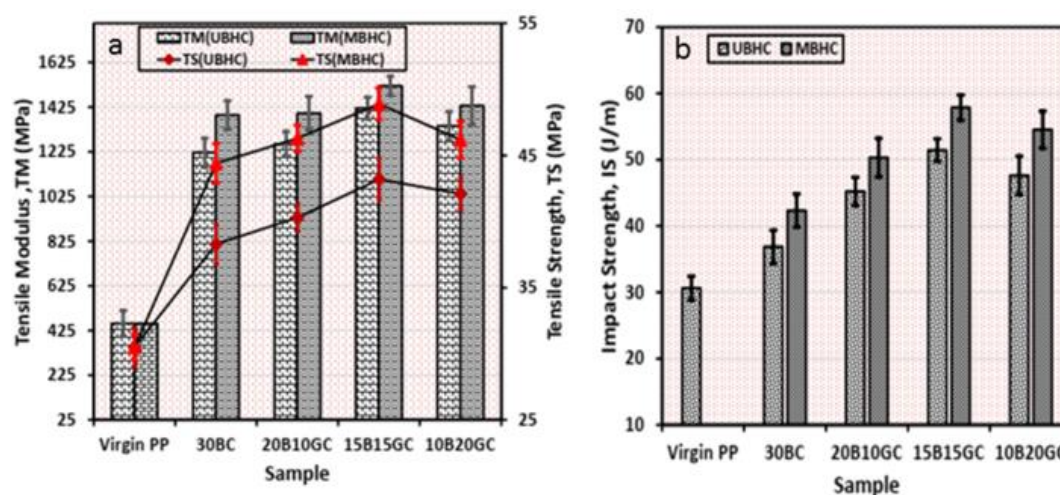 a
TM(UBHC) TM(MBHC)
TS(UBHC) TS(MBHC)
Tensile Modulus ,TM (MPa)
1625
1425
1225
1025
825
625
425
225
25
55
45
35
25
Tensile Strength, TS (MPa)
Virgin PP 30BC 20B10GC 15B15GC 10B20GC
Sample
b
UBHC MBHC
Impact Strength, IS (J/m)
70
60
50
40
30
20
10
Virgin PP 30BC 20B10GC 15B15GC 10B20GC
Sample